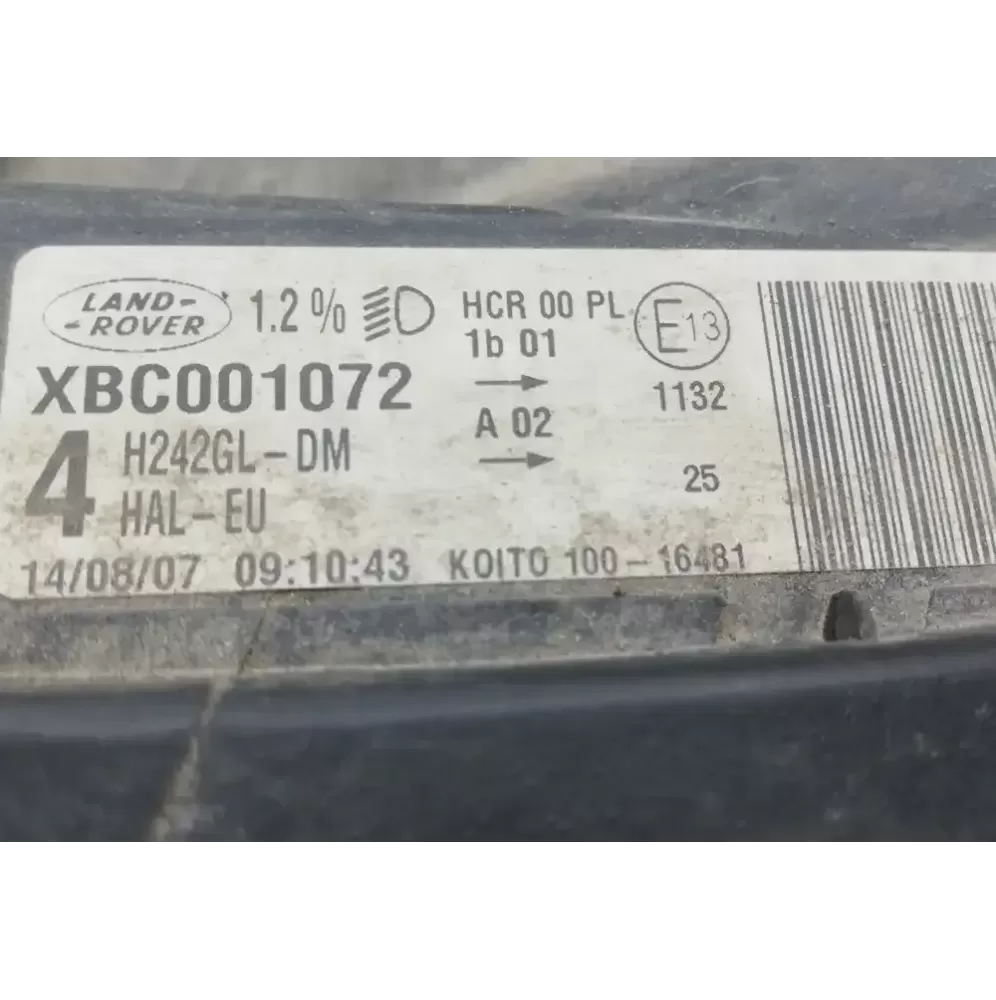 LAND-
-ROVER
1.2%
HCR 00 PL
1b 01
E13
XBC001072
A 02
1132
4
H242GL-DM
HAL-EU
25
14/08/07 09:10:43 KOITO 100-16481